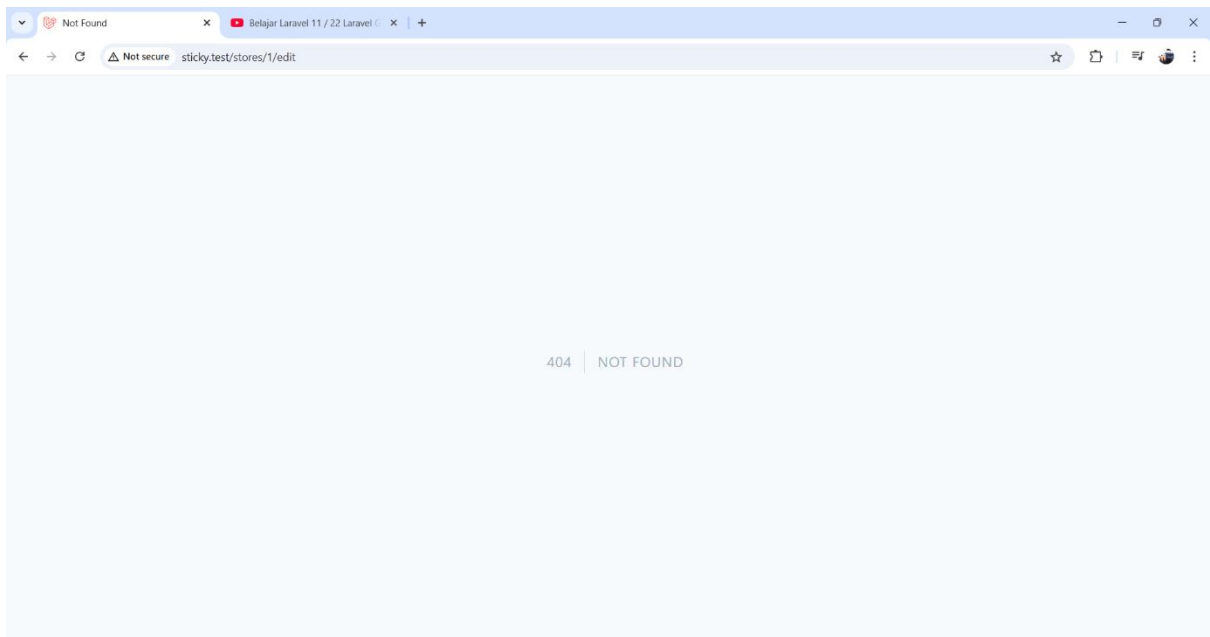 Not Found
Belajar Laravel 11 / 22 Laravel
Not secure
sticky.test/stores/1/edit
404
NOT FOUND